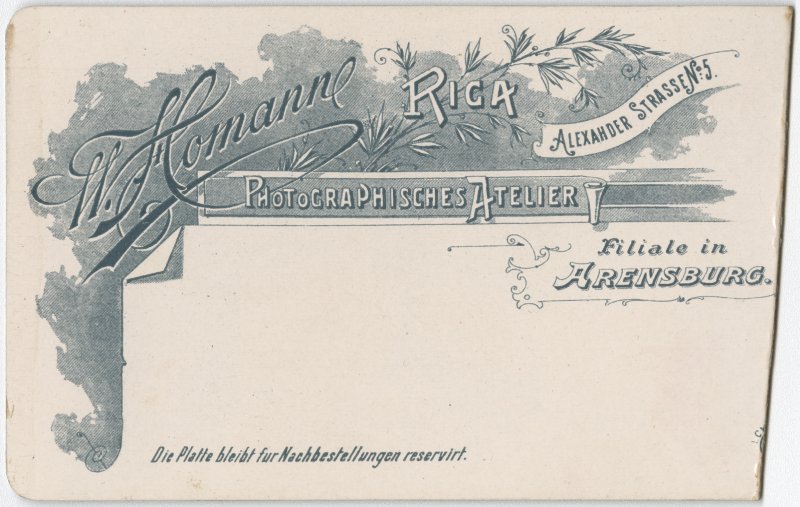 W. Homann
RIGA
ALEXANDER STRASSE No. 5.
PHOTOGRAPHISCHES ATELIER
Filiale in
ARENSBURG.
Die Platte bleibt fur Nachbestellungen reservirt.